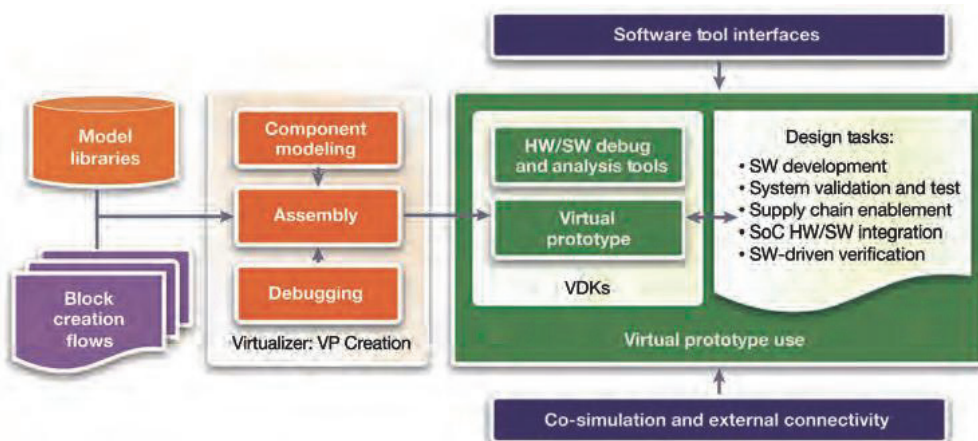 Software tool interfaces
Model
libraries
Component
modeling
Assembly
Debugging
Block
creation
flows
Virtualizer: VP Creation
HW/SW debug
and analysis tools
Virtual
prototype
VDKs
Design tasks:
• SW development
• System validation and test
• Supply chain enablement
• SoC HW/SW integration
• SW-driven verification
Virtual prototype use
Co-simulation and external connectivity